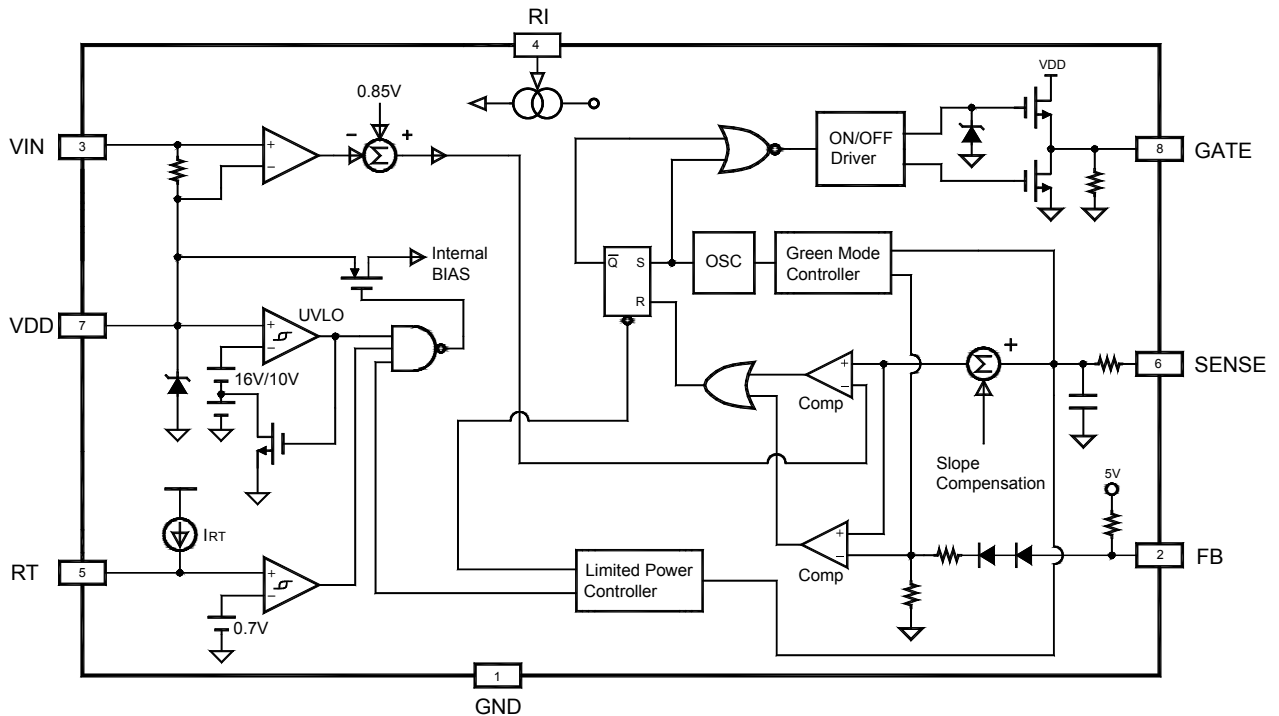 RI
4
VDD
0.85V
VIN
3
+
−
−
+
Σ
ON/OFF
Driver
8
GATE
Internal
BIAS
Q
S
R
OSC
Green Mode
Controller
VDD
7
UVLO
+
−
16V/10V
+
−
Comp
Σ
+
6
SENSE
Slope
Compensation
5V
IRT
RT
5
+
−
0.7V
Limited Power
Controller
+
−
Comp
2
FB
1
GND